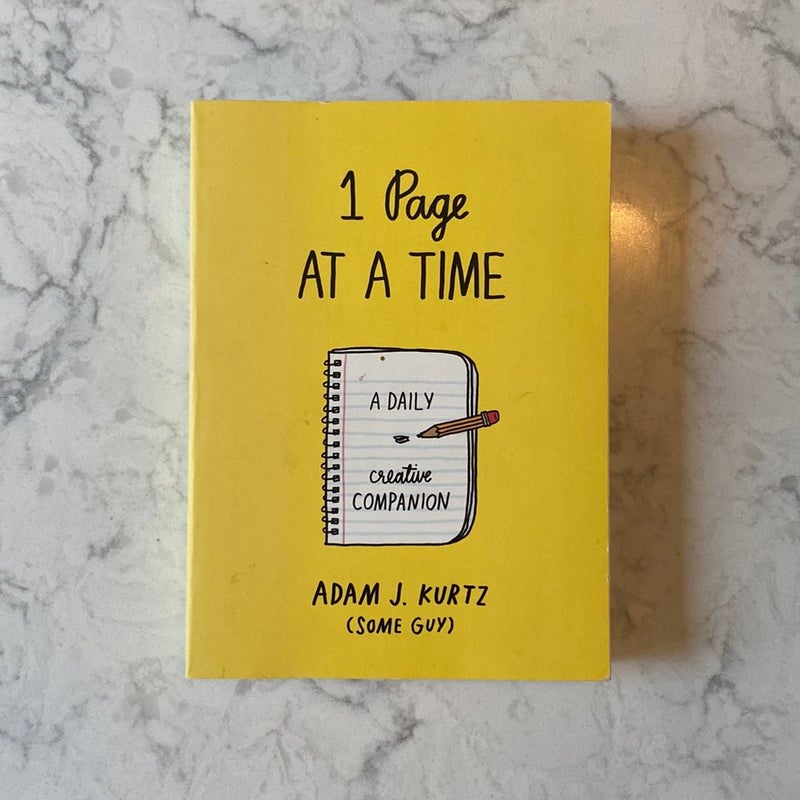 1 Page
AT A TIME
A DAILY
creative
COMPANION
ADAM J. KURTZ
(SOME GUY)